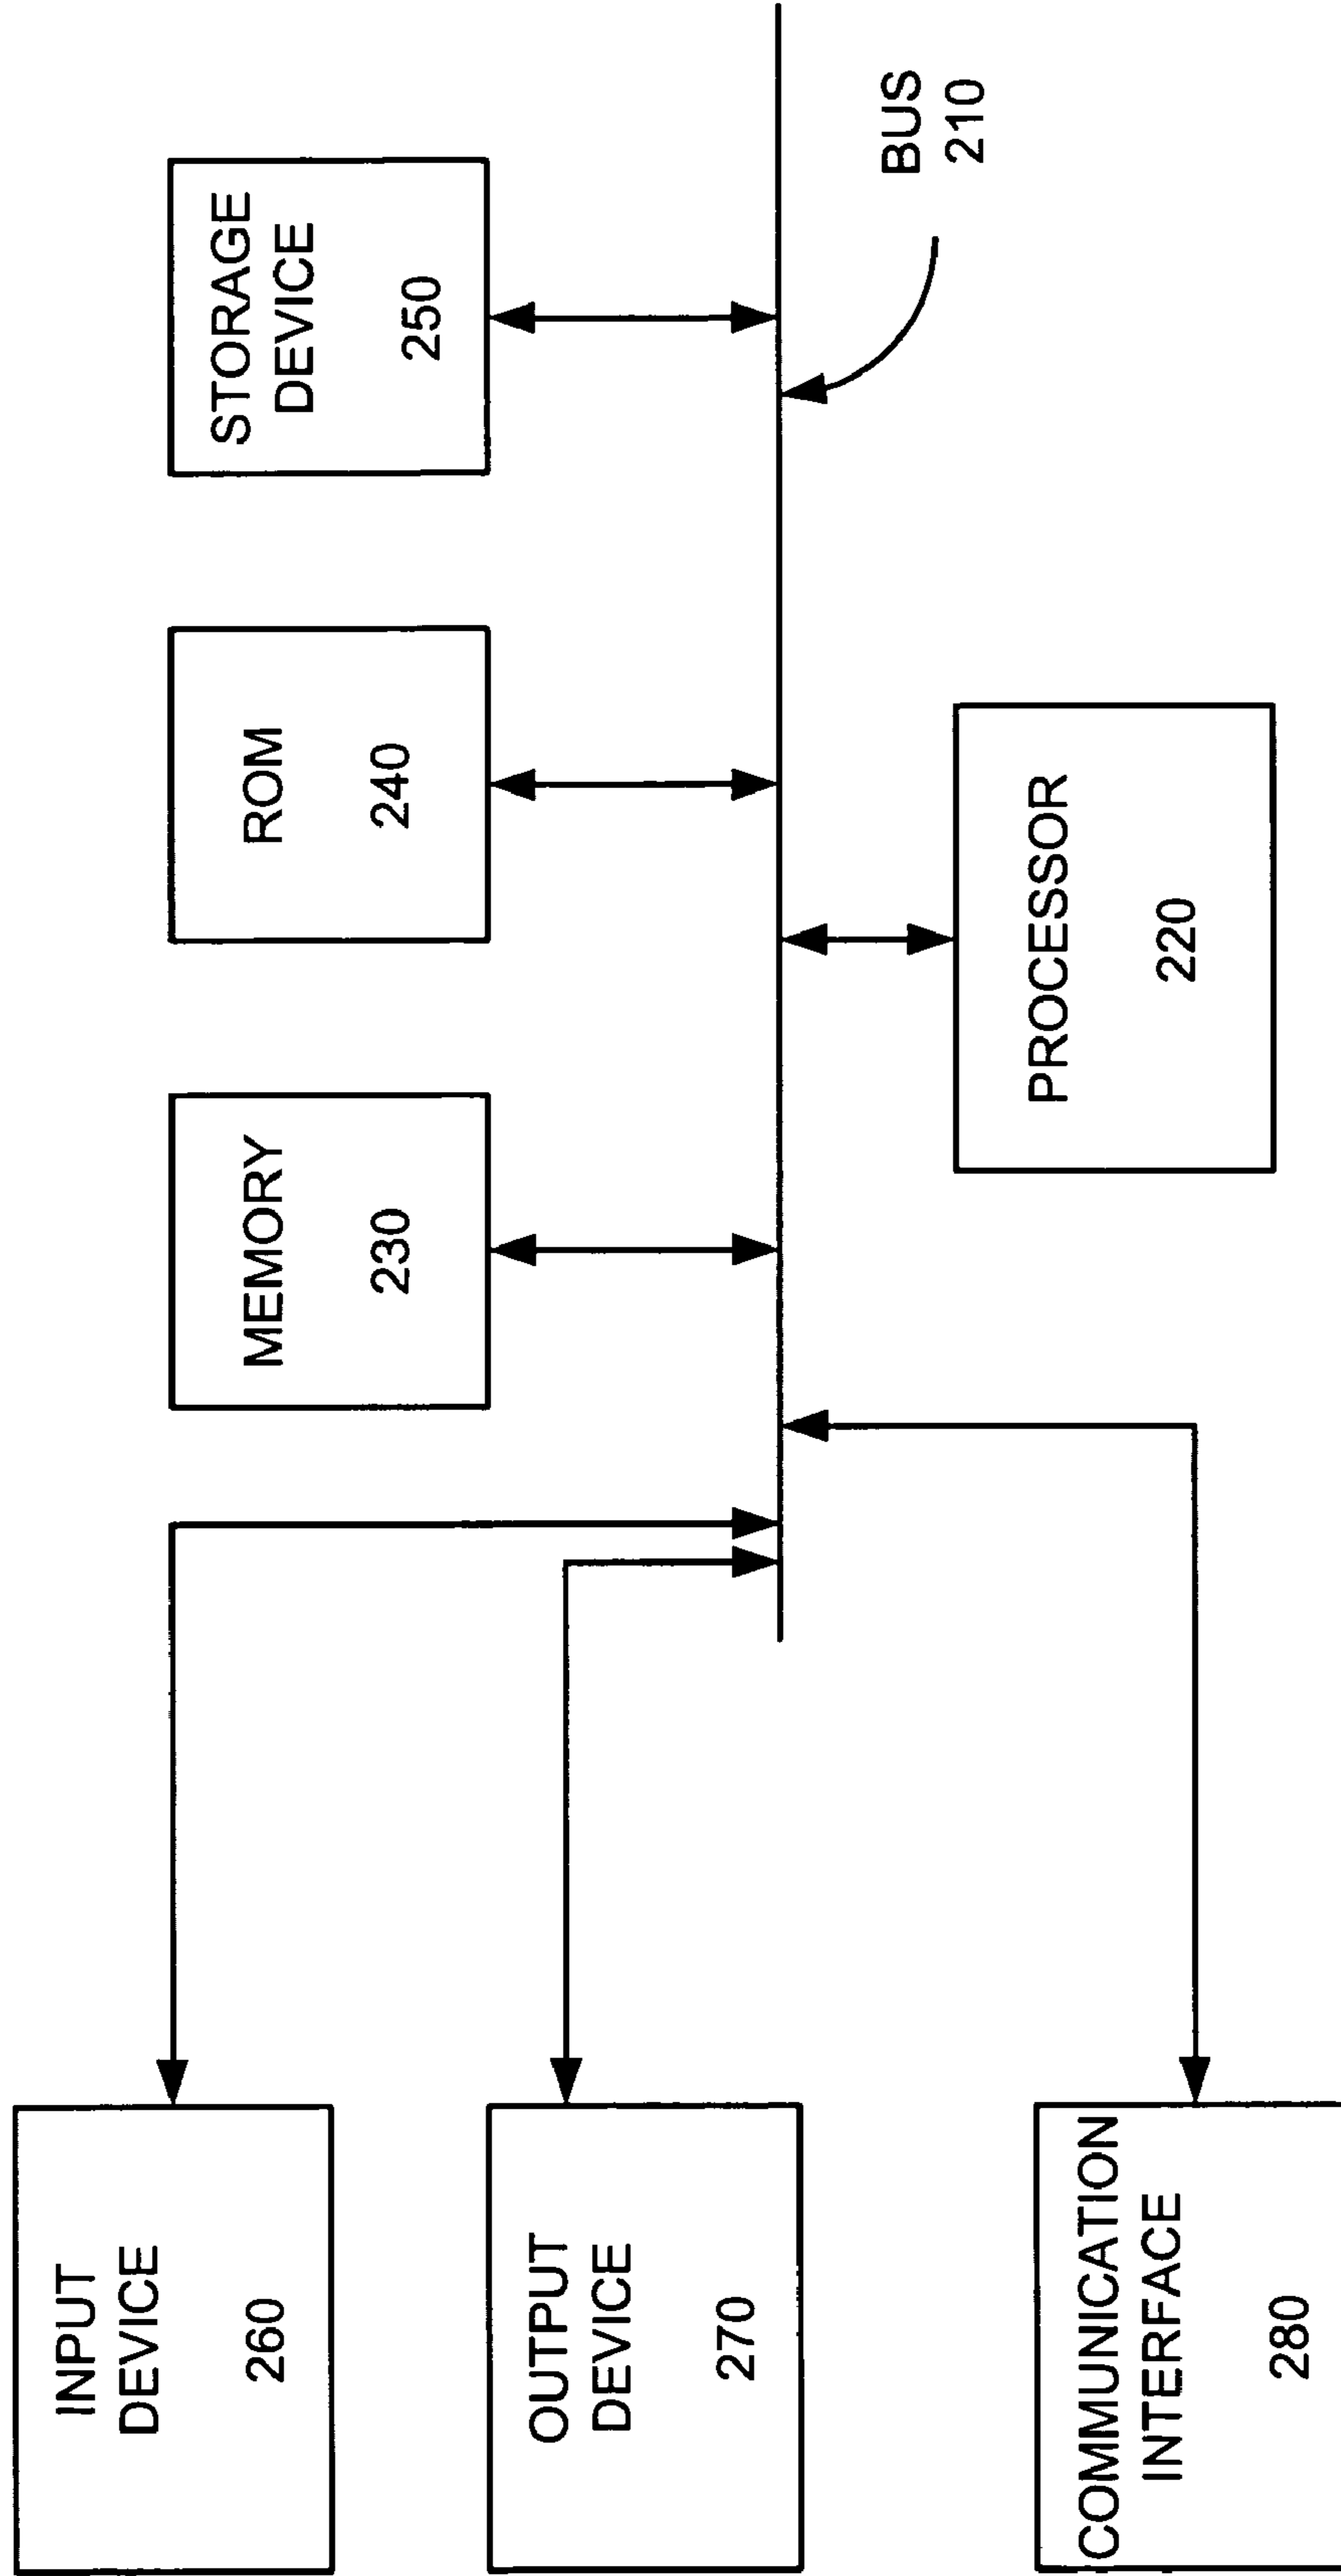 INPUT
DEVICE
260
OUTPUT
DEVICE
270
COMMUNICATION
INTERFACE
280
MEMORY
230
ROM
240
STORAGE
DEVICE
250
PROCESSOR
220
BUS
210